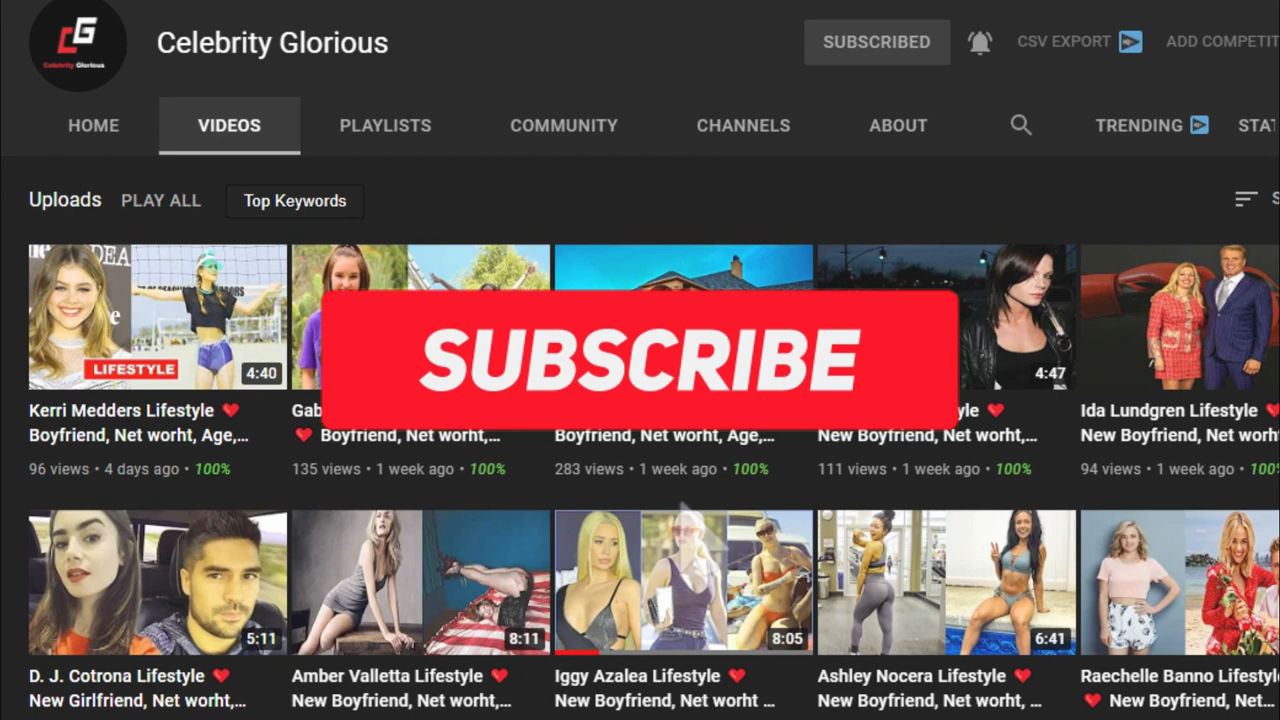 CG
Celebrity Glorious
Celebrity Glorious
SUBSCRIBED
CSV EXPORT
ADD COMPETIT
HOME
VIDEOS
PLAYLISTS
COMMUNITY
CHANNELS
ABOUT
TRENDING
STAT
Uploads
PLAY ALL
Top Keywords
S
IDEA
LIFESTYLE
4:40
4:47
SUBSCRIBE
Kerri Medders Lifestyle ❤️
Boyfriend, Net worht, Age,...
96 views • 4 days ago • 100%
Gab
❤️ Boyfriend, Net worht,...
135 views • 1 week ago • 100%
Boyfriend, Net worht, Age,...
283 views • 1 week ago • 100%
yle ❤️
New Boyfriend, Net worht,...
111 views • 1 week ago • 100%
Ida Lundgren Lifestyle ❤️
New Boyfriend, Net worht
94 views • 1 week ago • 100%
5:11
8:11
8:05
6:41
D. J. Cotrona Lifestyle ❤️
New Girlfriend, Net worht,...
Amber Valletta Lifestyle ❤️
New Boyfriend, Net worht,...
Iggy Azalea Lifestyle ❤️
New Boyfriend, Net worht ...
Ashley Nocera Lifestyle ❤️
New Boyfriend, Net worht, ...
Raechelle Banno Lifestyle
❤️ New Boyfriend, Net...